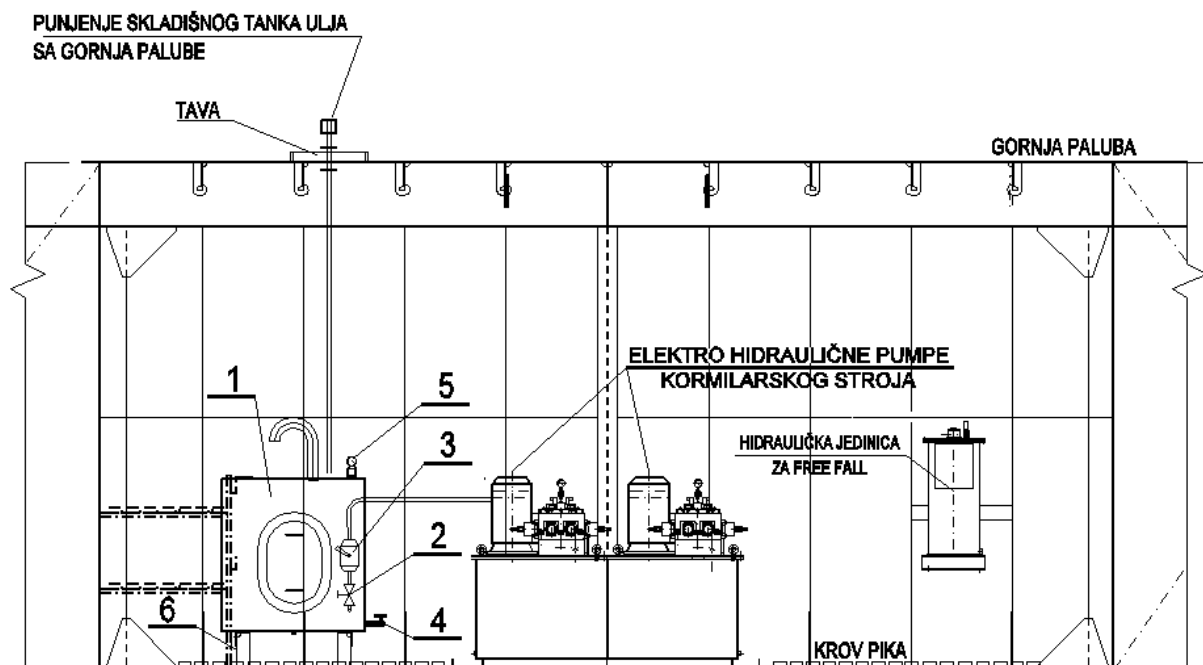 PUNJENJE SKLADIŠNOG TANKA ULJA
SA GORNJA PALUBE
TAVA
GORNJA PALUBA
ELEKTRO HIDRAULIČNE PUMPE
KORMILARSKOG STROJA
1
5
3
HIDRAULIČKA JEDINICA
ZA FREE FALL
2
6
4
KROV PIKA